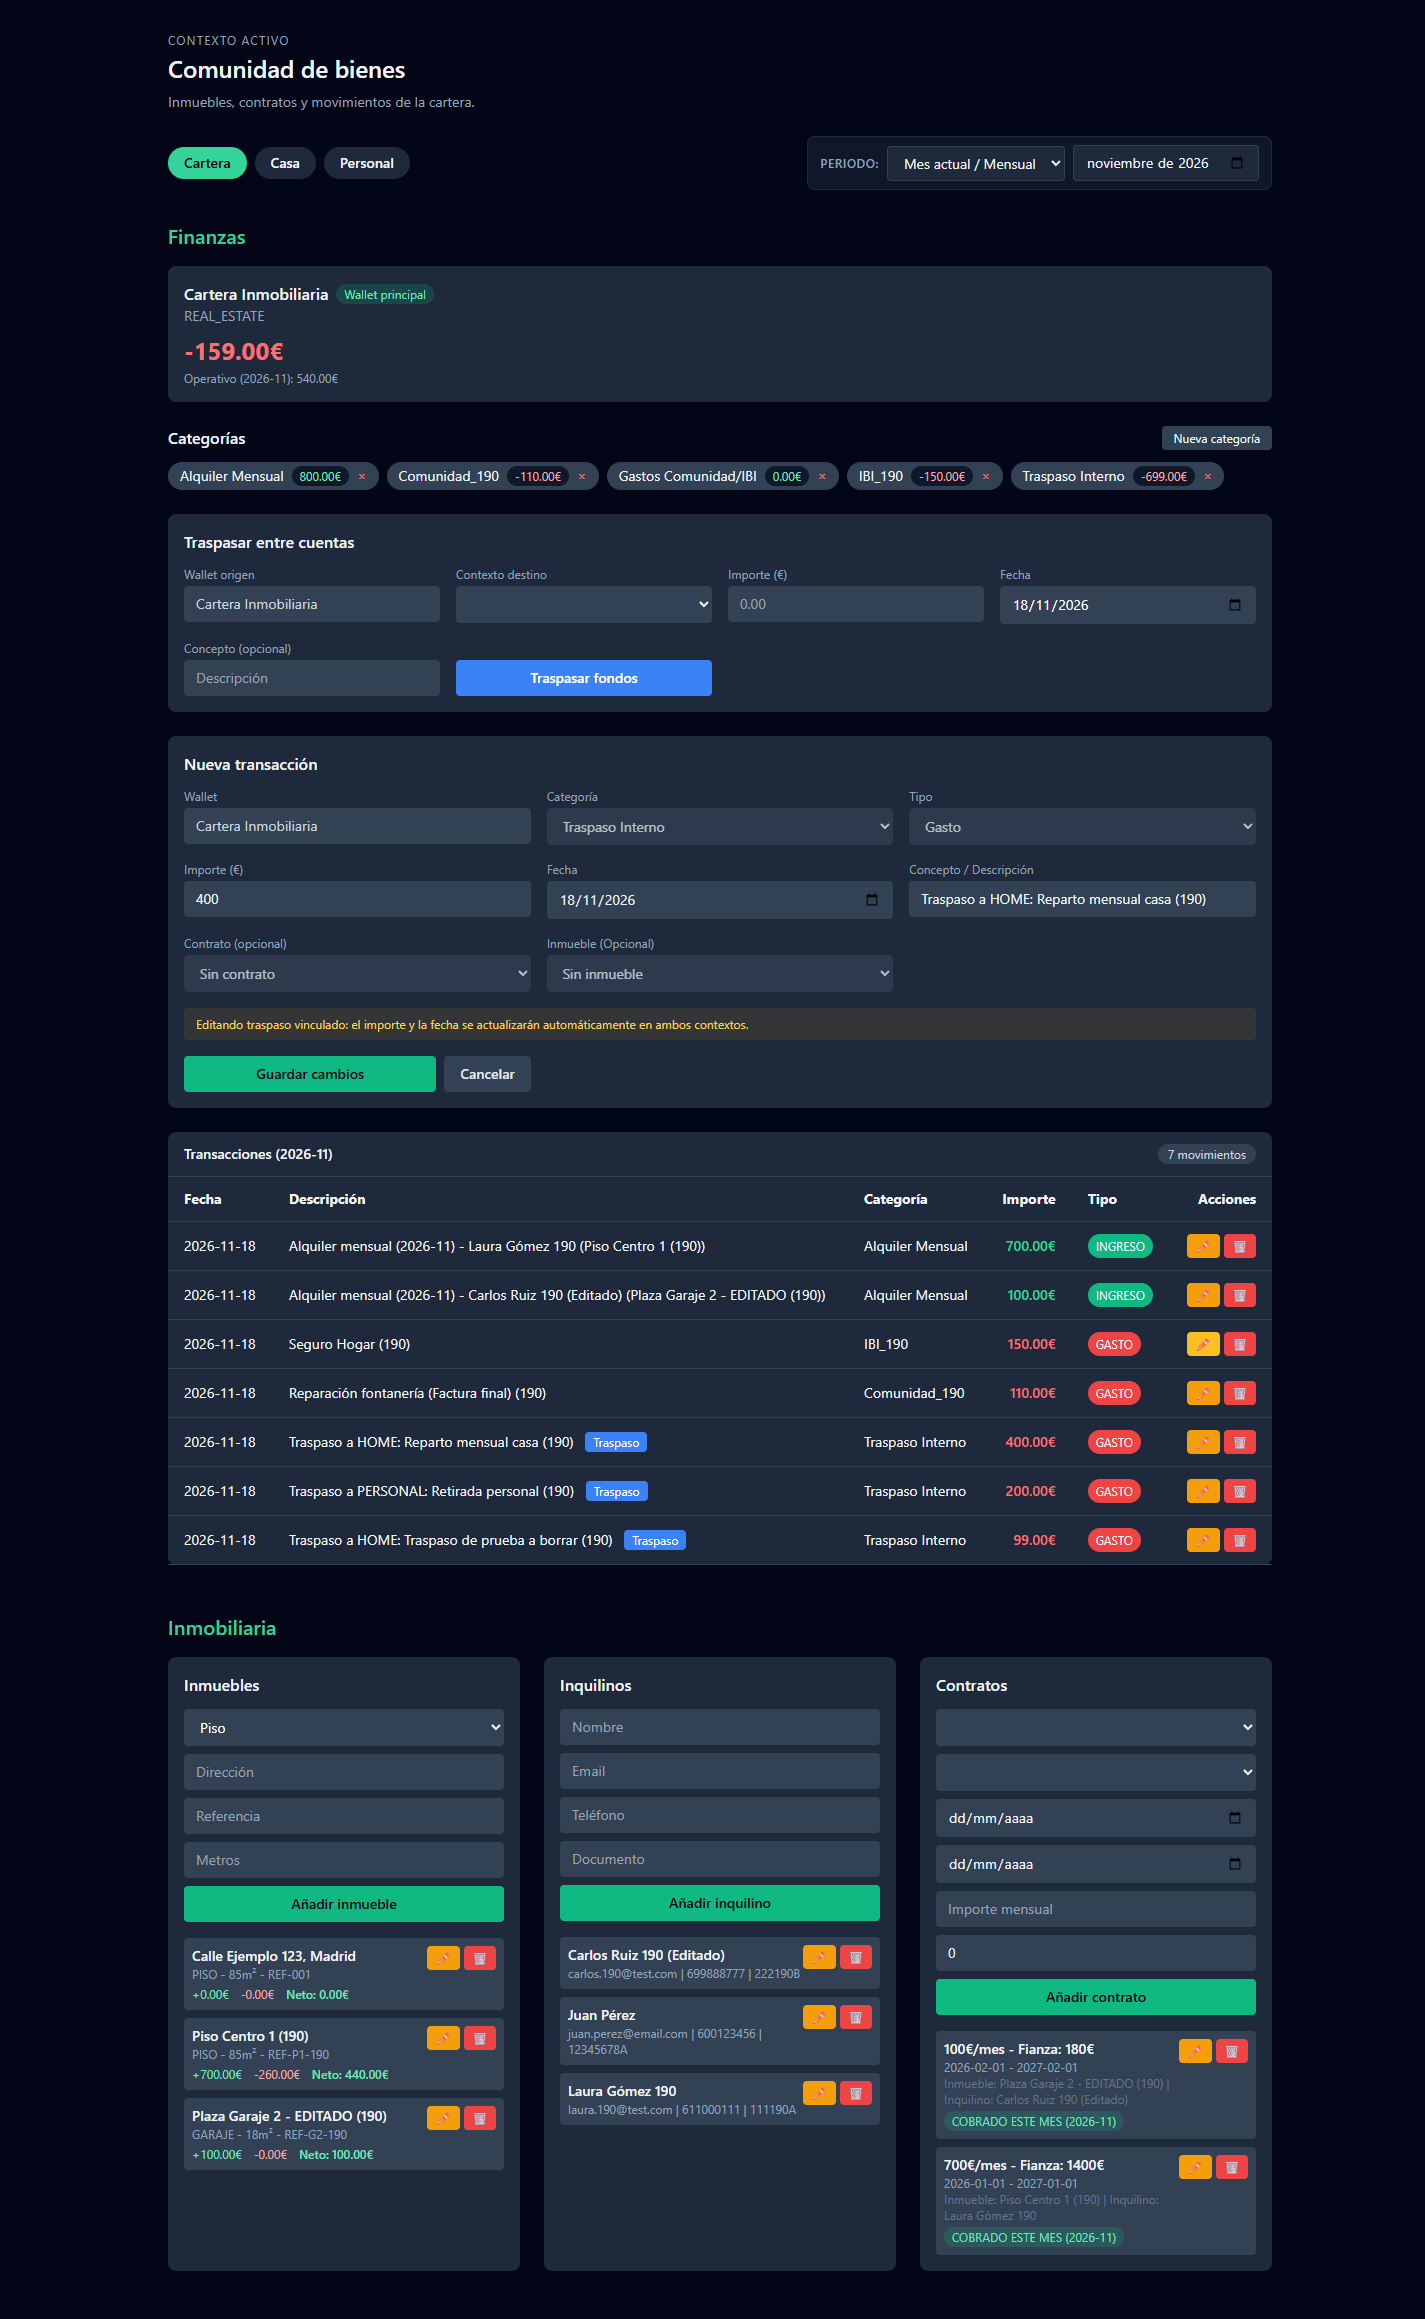 CONTEXTO ACTIVO
Comunidad de bienes
Inmuebles, contratos y movimientos de la cartera.
Cartera Casa Personal
PERIODO: Mes actual / Mensual noviembre de 2026
Finanzas
Cartera Inmobiliaria Wallet principal
REAL_ESTATE
-159.00€
Operativo (2026-11): 540.00€
Categorías Nueva categoría
Alquiler Mensual 800.00€ × Comunidad_190 -110.00€ × Gastos Comunidad/IBI 0.00€ × IBI_190 -150.00€ × Traspaso Interno -699.00€ ×
Traspasar entre cuentas
Wallet origen Contexto destino Importe (€) Fecha
Cartera Inmobiliaria 0.00 18/11/2026
Concepto (opcional)
Descripción Traspasar fondos
Nueva transacción
Wallet Categoría Tipo
Cartera Inmobiliaria Traspaso Interno Gasto
Importe (€) Fecha Concepto / Descripción
400 18/11/2026 Traspaso a HOME: Reparto mensual casa (190)
Contrato (opcional) Inmueble (Opcional)
Sin contrato Sin inmueble
Editando traspaso vinculado: el importe y la fecha se actualizarán automáticamente en ambos contextos.
Guardar cambios Cancelar
Transacciones (2026-11) 7 movimientos
Fecha Descripción Categoría Importe Tipo Acciones
2026-11-18 Alquiler mensual (2026-11) - Laura Gómez 190 (Piso Centro 1 (190)) Alquiler Mensual 700.00€ INGRESO
2026-11-18 Alquiler mensual (2026-11) - Carlos Ruiz 190 (Editado) (Plaza Garaje 2 - EDITADO (190)) Alquiler Mensual 100.00€ INGRESO
2026-11-18 Seguro Hogar (190) IBI_190 150.00€ GASTO
2026-11-18 Reparación fontanería (Factura final) (190) Comunidad_190 110.00€ GASTO
2026-11-18 Traspaso a HOME: Reparto mensual casa (190) Traspaso Traspaso Interno 400.00€ GASTO
2026-11-18 Traspaso a PERSONAL: Retirada personal (190) Traspaso Traspaso Interno 200.00€ GASTO
2026-11-18 Traspaso a HOME: Traspaso de prueba a borrar (190) Traspaso Traspaso Interno 99.00€ GASTO
Inmobiliaria
Inmuebles
Piso
Dirección
Referencia
Metros
Añadir inmueble
Calle Ejemplo 123, Madrid
PISO - 85m² - REF-001
+0.00€ -0.00€ Neto: 0.00€
Piso Centro 1 (190)
PISO - 85m² - REF-P1-190
+700.00€ -260.00€ Neto: 440.00€
Plaza Garaje 2 - EDITADO (190)
GARAJE - 18m² - REF-G2-190
+100.00€ -0.00€ Neto: 100.00€
Inquilinos
Nombre
Email
Teléfono
Documento
Añadir inquilino
Carlos Ruiz 190 (Editado)
carlos.190@test.com | 699888777 | 222190B
Juan Pérez
juan.perez@email.com | 600123456 |
12345678A
Laura Gómez 190
laura.190@test.com | 611000111 | 111190A
Contratos
dd/mm/aaaa
dd/mm/aaaa
Importe mensual
0
Añadir contrato
100€/mes - Fianza: 180€
2026-02-01 - 2027-02-01
Inmueble: Plaza Garaje 2 - EDITADO (190) |
Inquilino: Carlos Ruiz 190 (Editado)
COBRADO ESTE MES (2026-11)
700€/mes - Fianza: 1400€
2026-01-01 - 2027-01-01
Inmueble: Piso Centro 1 (190) | Inquilino:
Laura Gómez 190
COBRADO ESTE MES (2026-11)